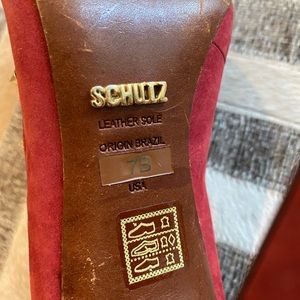 SCHUTZ
LEATHER SOLE
ORIGIN BRAZIL
7B
USA